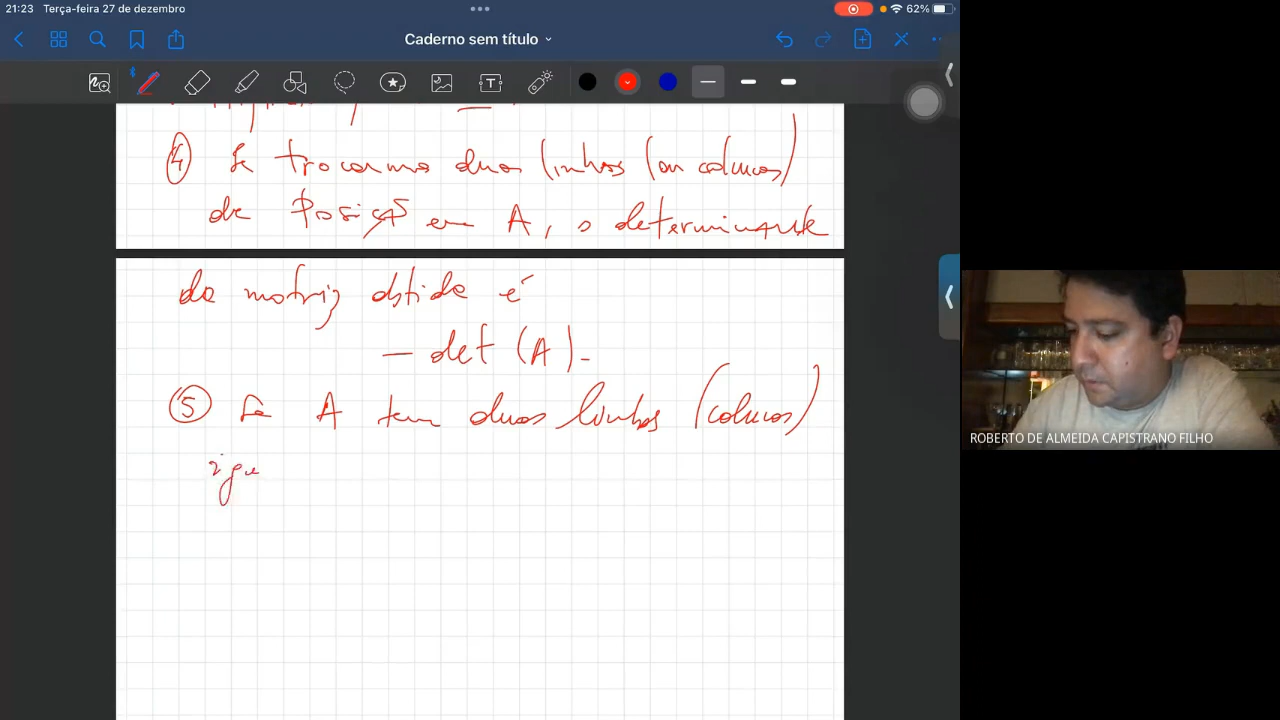 21:23 Terça-feira 27 de dezembro
62%
Caderno sem título
④ Se trocarmos duas linhas (ou colunas)
de posição em A, o determinante
da matriz obtida é
- det (A).
⑤ Se A tem duas linhas (colunas)
igua
ROBERTO DE ALMEIDA CAPISTRANO FILHO